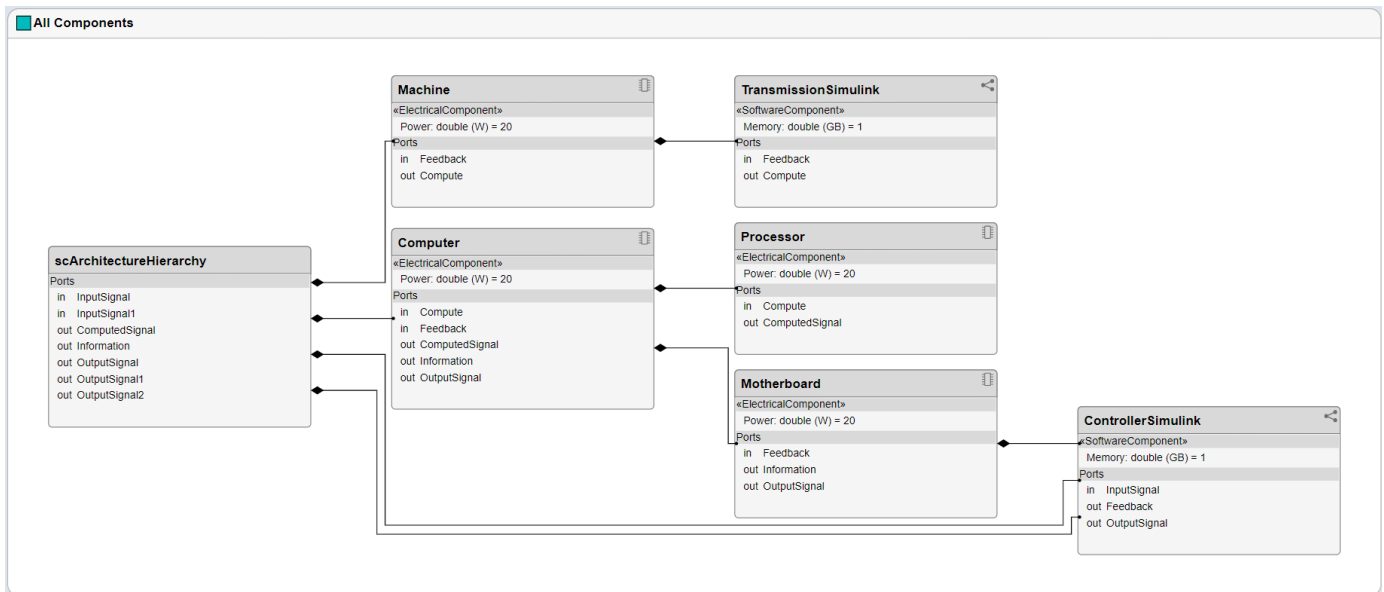 All Components
scArchitectureHierarchy
Ports
in InputSignal
in InputSignal1
out ComputedSignal
out Information
out OutputSignal
out OutputSignal1
out OutputSignal2
Machine
«ElectricalComponent»
Power: double (W) = 20
Ports
in Feedback
out Compute
Computer
«ElectricalComponent»
Power: double (W) = 20
Ports
in Compute
in Feedback
out ComputedSignal
out Information
out OutputSignal
TransmissionSimulink
«SoftwareComponent»
Memory: double (GB) = 1
Ports
in Feedback
out Compute
Processor
«ElectricalComponent»
Power: double (W) = 20
Ports
in Compute
out ComputedSignal
Motherboard
«ElectricalComponent»
Power: double (W) = 20
Ports
in Feedback
out Information
out OutputSignal
ControllerSimulink
«SoftwareComponent»
Memory: double (GB) = 1
Ports
in InputSignal
out Feedback
out OutputSignal